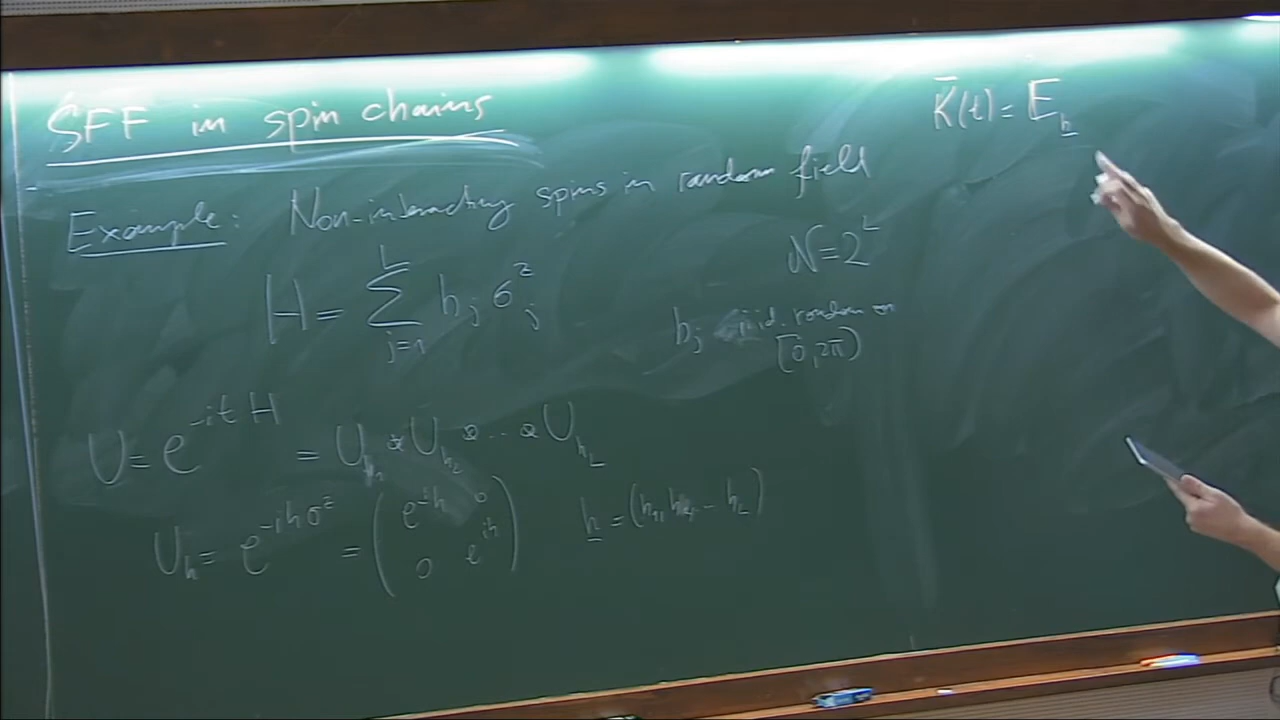 SFF in spin chains
Example: Non-interacting spins in random field
H = ∑_{j=1}^{L} h_j σ_j^z
N = 2^L
h_j i.i.d. random on
[0, 2π)
U = e^{-itH} = U_{h_1} ⊗ U_{h_2} ⊗ ... ⊗ U_{h_L}
U_h = e^{-ihσ^z} = ( e^{-ih} 0
0 e^{ih} )
h = (h_1, h_2, ... h_L)
K̄(t) = E_h